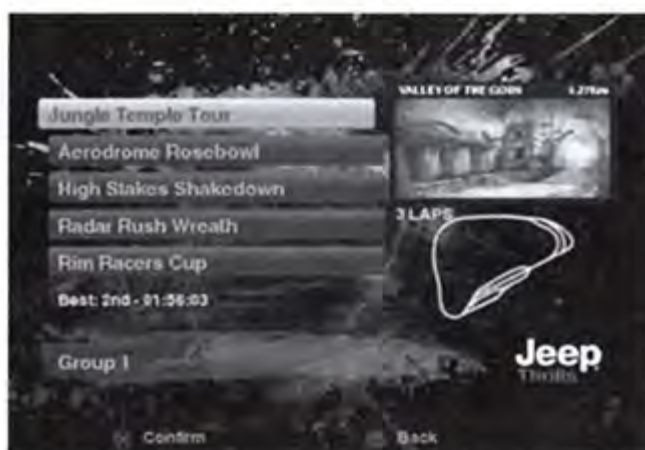 Jungle Temple Tour
Aerodrome Rosebowl
High Stakes Shakedown
Radar Rush Wreath
Rim Racers Cup
Best: 2nd - 01:56:03
Group 1
VALLEY OF THE GODS
3 LAPS
Jeep
Thrills
Confirm
Back